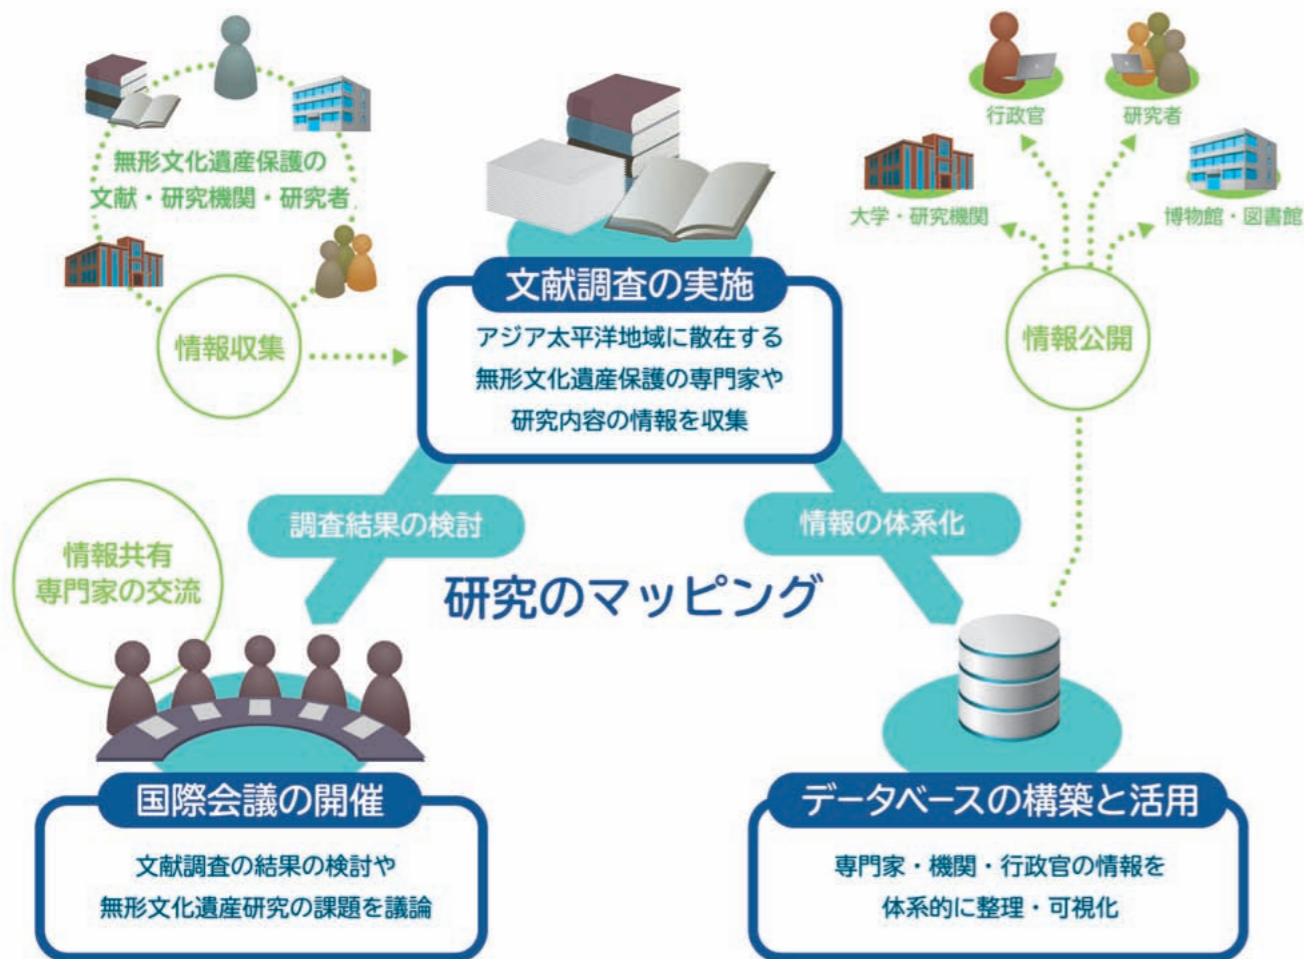 無形文化遺産保護の
文献・研究機関・研究者
情報収集
文献調査の実施
アジア太平洋地域に散在する
無形文化遺産保護の専門家や
研究内容の情報を収集
行政官
研究者
大学・研究機関
博物館・図書館
情報公開
調査結果の検討
情報の体系化
研究のマッピング
情報共有
専門家の交流
国際会議の開催
文献調査の結果の検討や
無形文化遺産研究の課題を議論
データベースの構築と活用
専門家・機関・行政官の情報を
体系的に整理・可視化